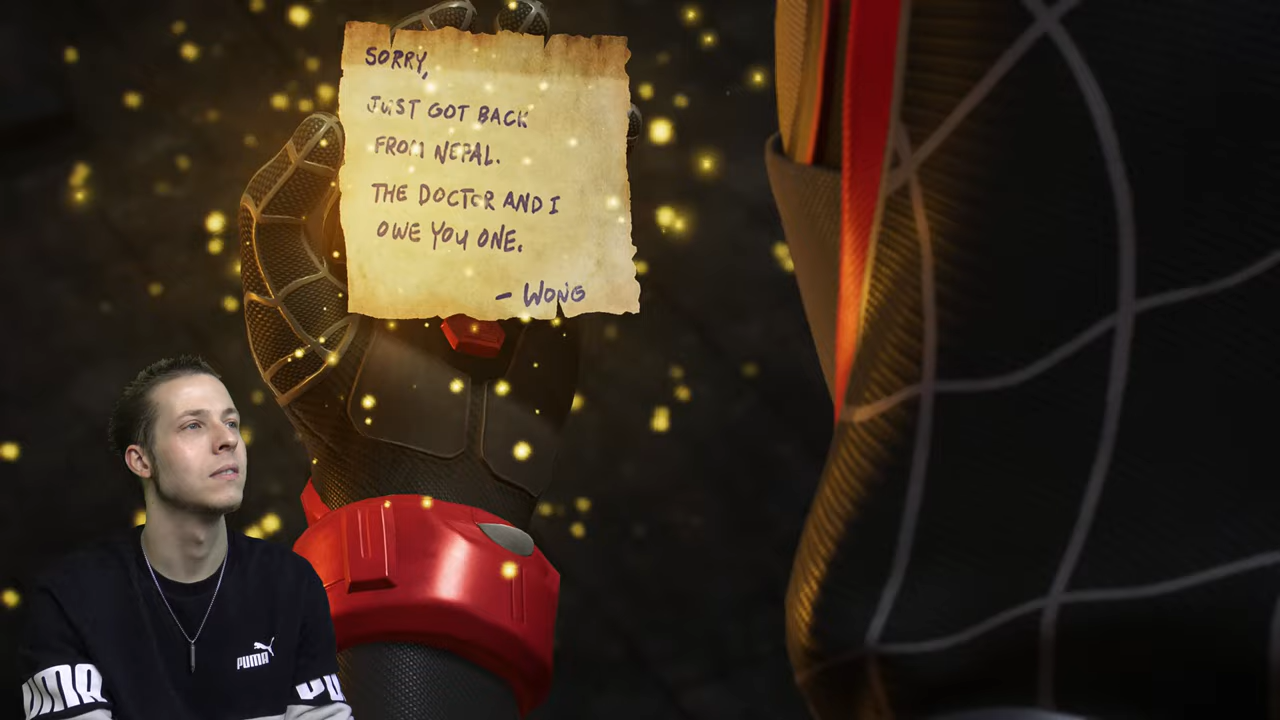 SORRY,
JUST GOT BACK
FROM NEPAL.
THE DOCTOR AND I
OWE YOU ONE.
- WONG
PUMA